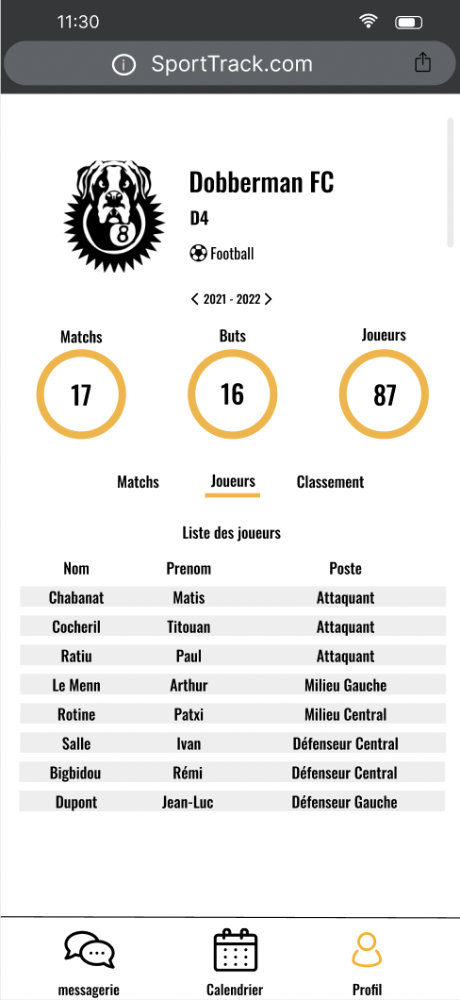 11:30
SportTrack.com
8
Dobberman FC
D4
Football
2021 - 2022
Matchs Buts Joueurs
17 16 87
Matchs Joueurs Classement
Liste des joueurs
Nom Prenom Poste
Chabanat Matis Attaquant
Cocheril Titouan Attaquant
Ratiu Paul Attaquant
Le Menn Arthur Milieu Gauche
Rotine Patxi Milieu Central
Salle Ivan Défenseur Central
Bigbidou Rémi Défenseur Central
Dupont Jean-Luc Défenseur Gauche
messagerie Calendrier Profil